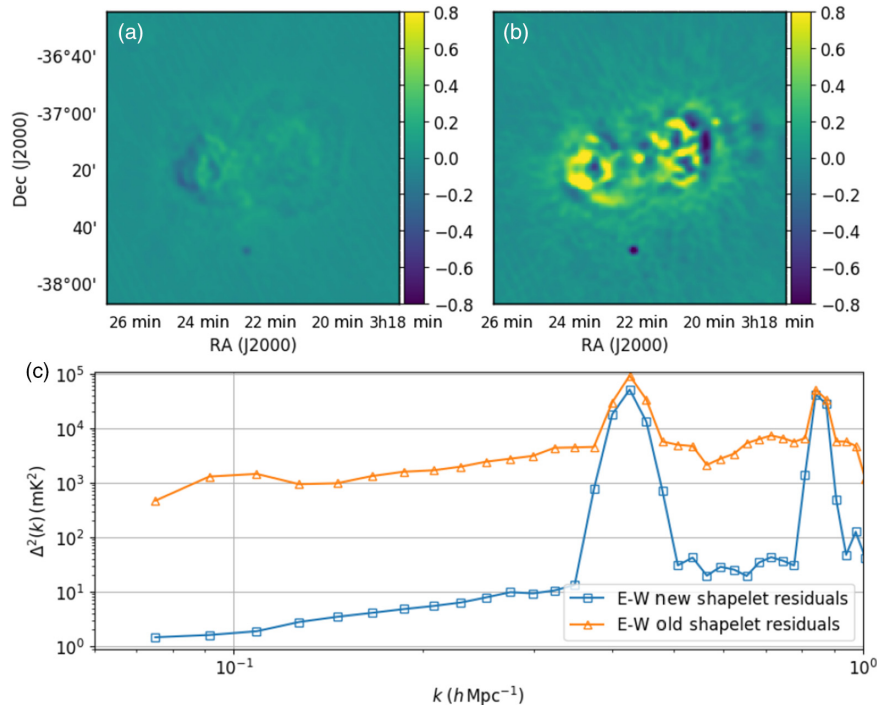 (a)
(b)
Dec (J2000)
-36°40'
-37°00'
20'
40'
-38°00'
26 min 24 min 22 min 20 min 3h18 min
RA (J2000)
0.8
0.6
0.4
0.2
0.0
-0.2
-0.4
-0.6
-0.8
26 min 24 min 22 min 20 min 3h18 min
RA (J2000)
0.8
0.6
0.4
0.2
0.0
-0.2
-0.4
-0.6
-0.8
(c)
Δ²(k) (mK²)
10⁵
10⁴
10³
10²
10¹
10⁰
E-W new shapelet residuals
E-W old shapelet residuals
10⁻¹ 10⁰
k (h Mpc⁻¹)